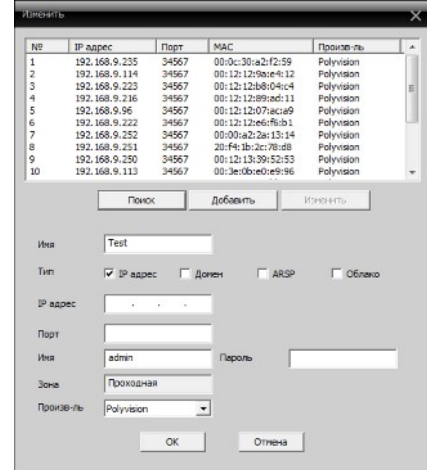 Изменить
№ IP адрес Порт MAC Произв-ль
1 192.168.9.235 34567 00:0c:30:a2:f2:59 Polyvision
2 192.168.9.114 34567 00:12:12:9a:e4:12 Polyvision
3 192.168.9.223 34567 00:12:12:b8:04:c4 Polyvision
4 192.168.9.216 34567 00:12:12:89:ad:11 Polyvision
5 192.168.9.96 34567 00:12:12:07:ac:a9 Polyvision
6 192.168.9.222 34567 00:12:12:e6:f6:b1 Polyvision
7 192.168.9.252 34567 00:00:a2:2a:13:14 Polyvision
8 192.168.9.251 34567 20:f4:1b:2c:78:d8 Polyvision
9 192.168.9.250 34567 00:12:13:39:52:53 Polyvision
10 192.168.9.113 34567 00:3e:0b:e0:e9:96 Polyvision
Поиск Добавить Изменить
Имя Test
Тип IP адрес Домен ARSP Облако
IP адрес . . .
Порт
Имя admin Пароль
Зона Проходная
Произв-ль Polyvision
OK Отмена